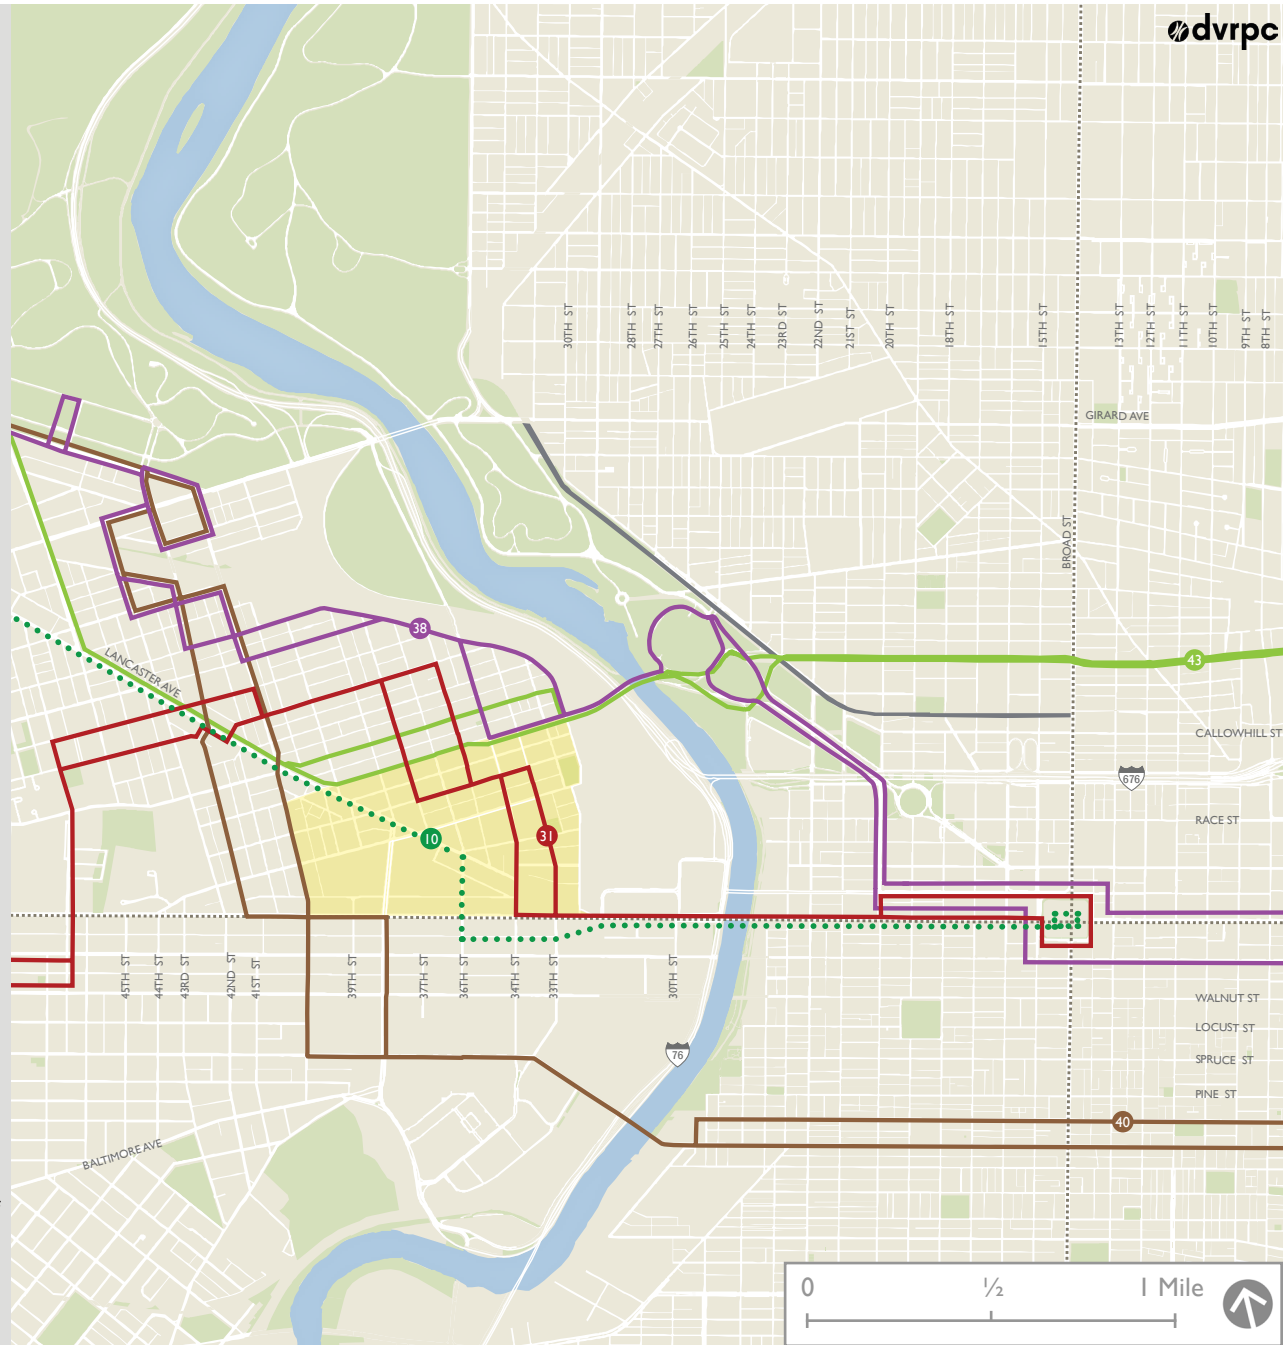 dvrpc
30TH ST
28TH ST
27TH ST
26TH ST
25TH ST
24TH ST
23RD ST
22ND ST
21ST ST
20TH ST
18TH ST
15TH ST
13TH ST
12TH ST
11TH ST
10TH ST
9TH ST
8TH ST
GIRARD AVE
BROAD ST
38
LANCASTER AVE
43
CALLOWHILL ST
676
RACE ST
10
31
45TH ST
44TH ST
43RD ST
42ND ST
41ST ST
39TH ST
37TH ST
36TH ST
34TH ST
33TH ST
30TH ST
WALNUT ST
LOCUST ST
76
SPRUCE ST
PINE ST
40
BALTIMORE AVE
0 ½ 1 Mile